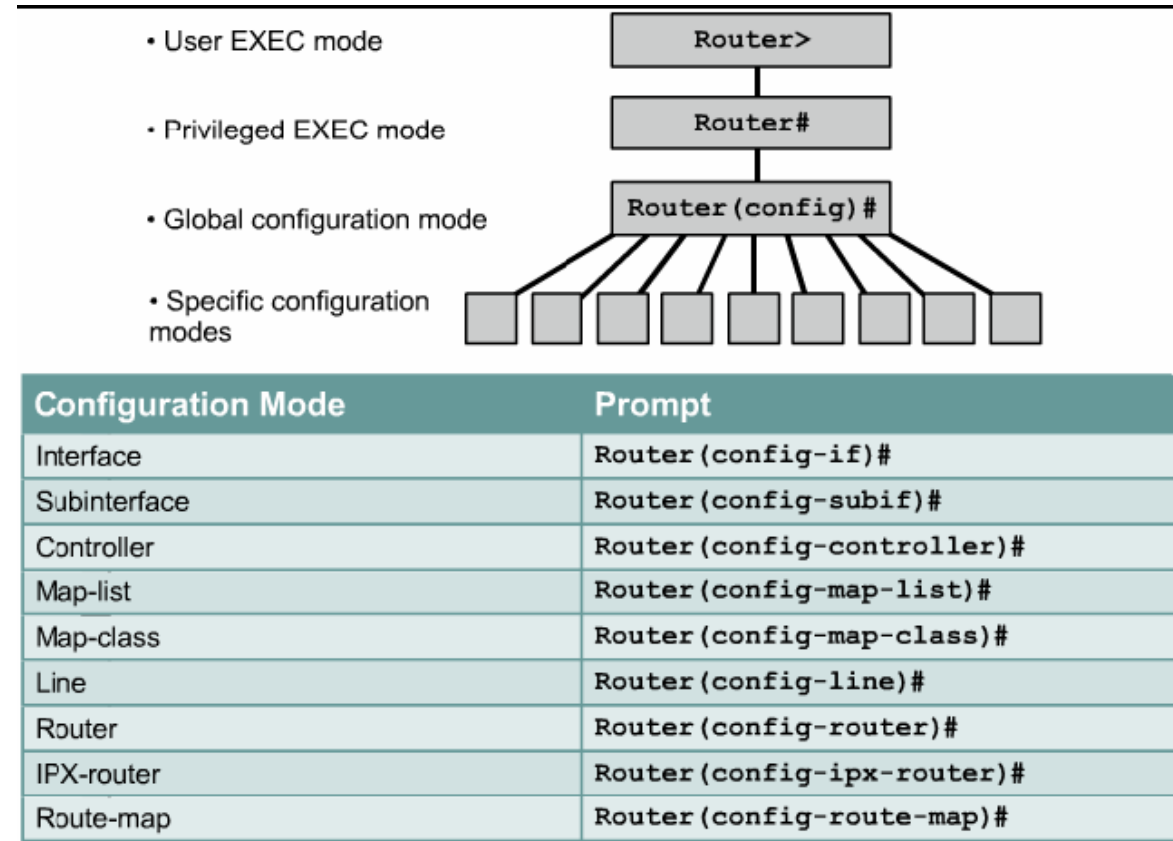 • User EXEC mode
Router>
• Privileged EXEC mode
Router#
• Global configuration mode
Router(config)#
• Specific configuration
modes
Configuration Mode Prompt
Interface Router(config-if)#
Subinterface Router(config-subif)#
Controller Router(config-controller)#
Map-list Router(config-map-list)#
Map-class Router(config-map-class)#
Line Router(config-line)#
Router Router(config-router)#
IPX-router Router(config-ipx-router)#
Route-map Router(config-route-map)#